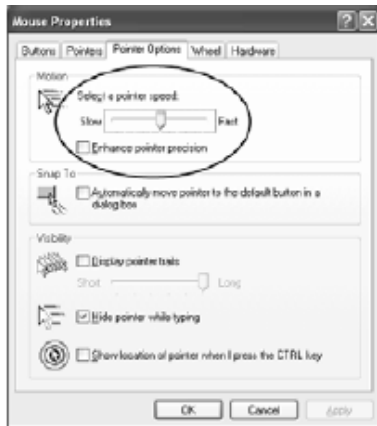 Mouse Properties
Buttons Pointers Pointer Options Wheel Hardware
Motion
Select a pointer speed:
Slow Fast
Enhance pointer precision
Snap To
Automatically move pointer to the default button in a
dialog box
Visibility
Display pointer trails
Short Long
Hide pointer while typing
Show location of pointer when I press the CTRL key
OK Cancel Apply